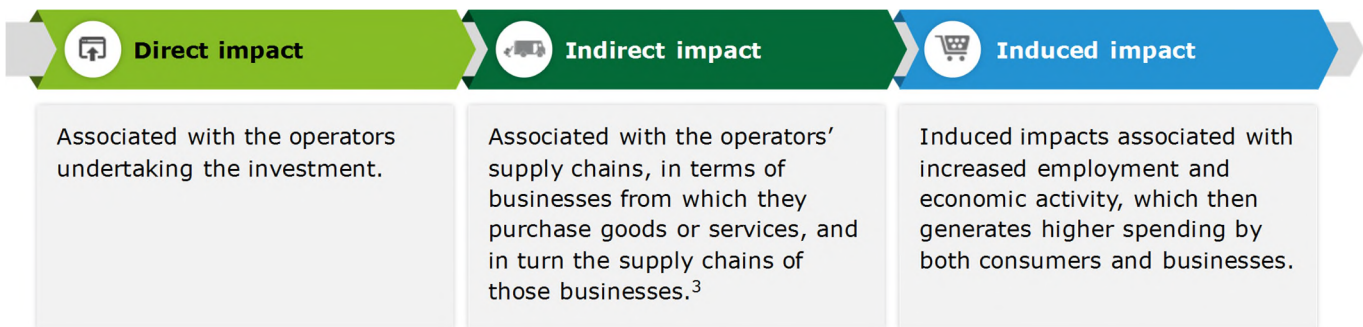 Direct impact
Indirect impact
Induced impact
Associated with the operators
undertaking the investment.
Associated with the operators’
supply chains, in terms of
businesses from which they
purchase goods or services, and
in turn the supply chains of
those businesses.3
Induced impacts associated with
increased employment and
economic activity, which then
generates higher spending by
both consumers and businesses.